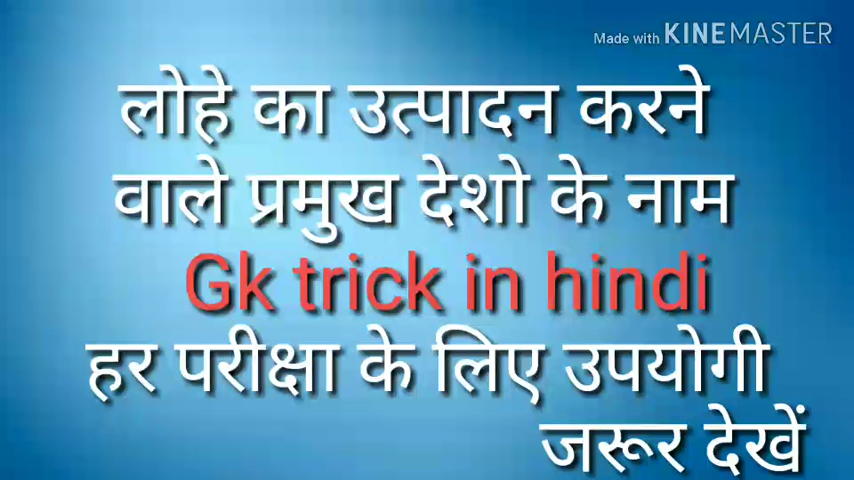 Made with KINEMASTER
लोहे का उत्पादन करने
वाले प्रमुख देशो के नाम
Gk trick in hindi
हर परीक्षा के लिए उपयोगी
जरूर देखें